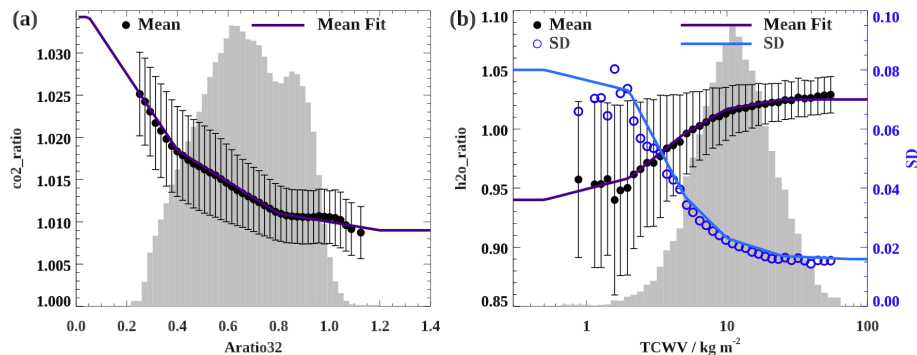 (a)
Mean
Mean Fit
1.035
1.030
1.025
1.020
1.015
1.010
1.005
1.000
co2_ratio
0.0 0.2 0.4 0.6 0.8 1.0 1.2 1.4
Aratio32
(b)
Mean
Mean Fit
SD
SD
1.10
1.05
1.00
0.95
0.90
0.85
h2o_ratio
1 10 100
TCWV / kg m-2
0.10
0.08
0.06
0.04
0.02
0.00
SD